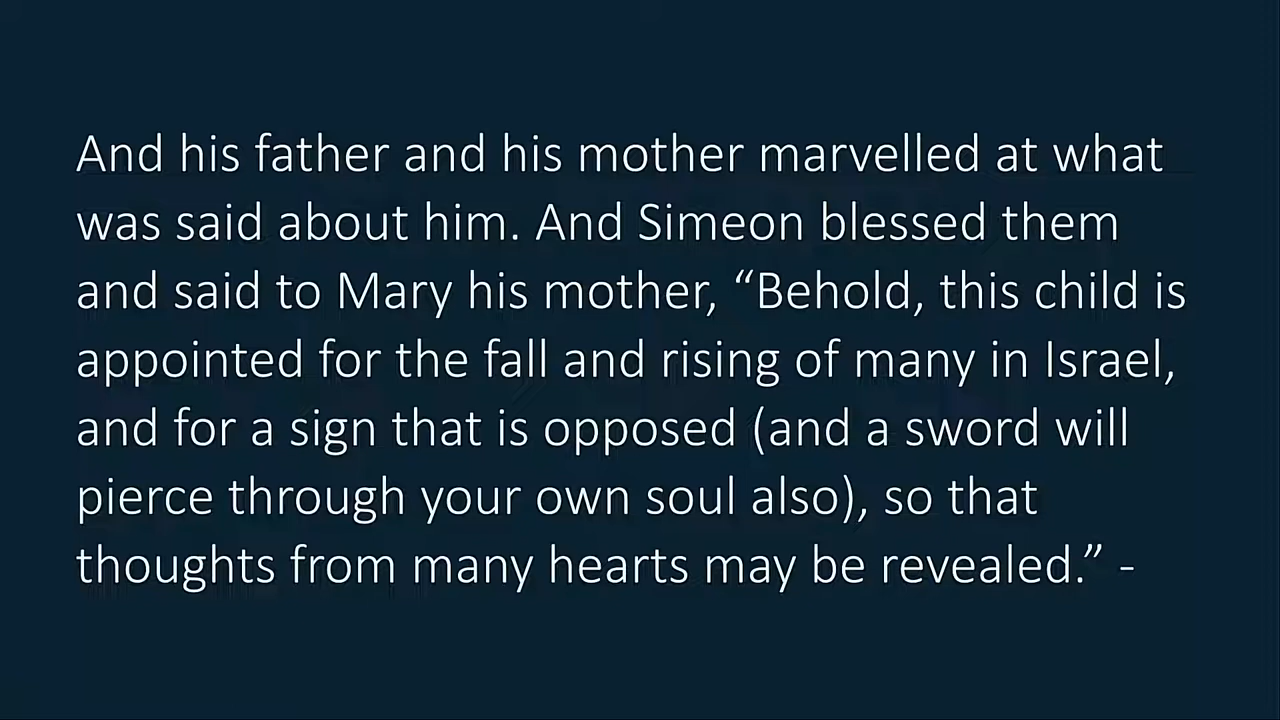 And his father and his mother marvelled at what
was said about him. And Simeon blessed them
and said to Mary his mother, “Behold, this child is
appointed for the fall and rising of many in Israel,
and for a sign that is opposed (and a sword will
pierce through your own soul also), so that
thoughts from many hearts may be revealed.” -